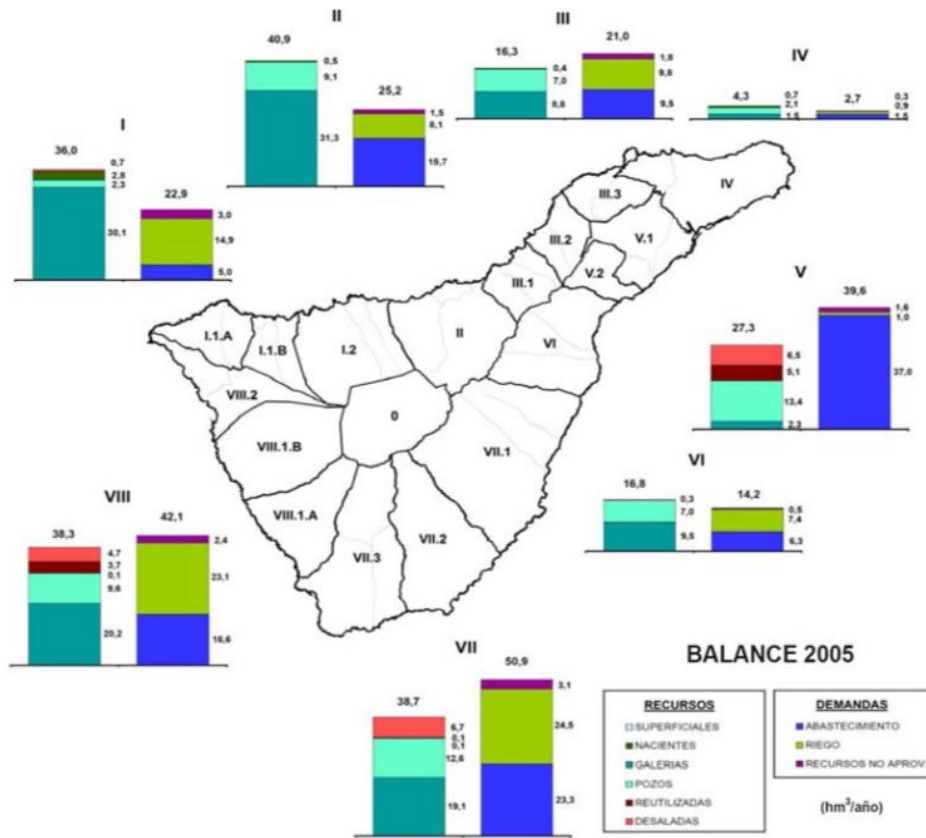 I
36,0
0,7
2,8
2,3
30,1
22,9
3,0
14,9
5,0
II
40,9
0,5
9,1
31,3
25,2
1,5
8,1
15,7
III
16,3
0,4
7,0
8,8
21,0
1,8
9,8
9,5
IV
4,3
0,7
2,1
1,5
2,7
0,3
0,9
1,5
V
27,3
6,5
5,1
13,4
2,3
39,6
1,6
1,0
37,0
VI
16,8
0,3
7,0
9,5
14,2
0,5
7,4
6,3
VIII
38,3
4,7
3,7
0,1
9,6
20,2
42,1
2,4
23,1
16,6
VII
38,7
6,7
0,1
0,1
12,6
19,1
50,9
3,1
24,5
23,3
IV
III.3
III.2
V.1
V.2
III.1
II
VI
I.1.A
I.1.B
I.2
VIII.2
0
VIII.1.B
VII.1
VIII.1.A
VII.2
VII.3
BALANCE 2005
RECURSOS
SUPERFICIALES
NACIENTES
GALERIAS
POZOS
REUTILIZADAS
DESALADAS
DEMANDAS
ABASTECIMIENTO
RIEGO
RECURSOS NO APROV.
(hm³/año)